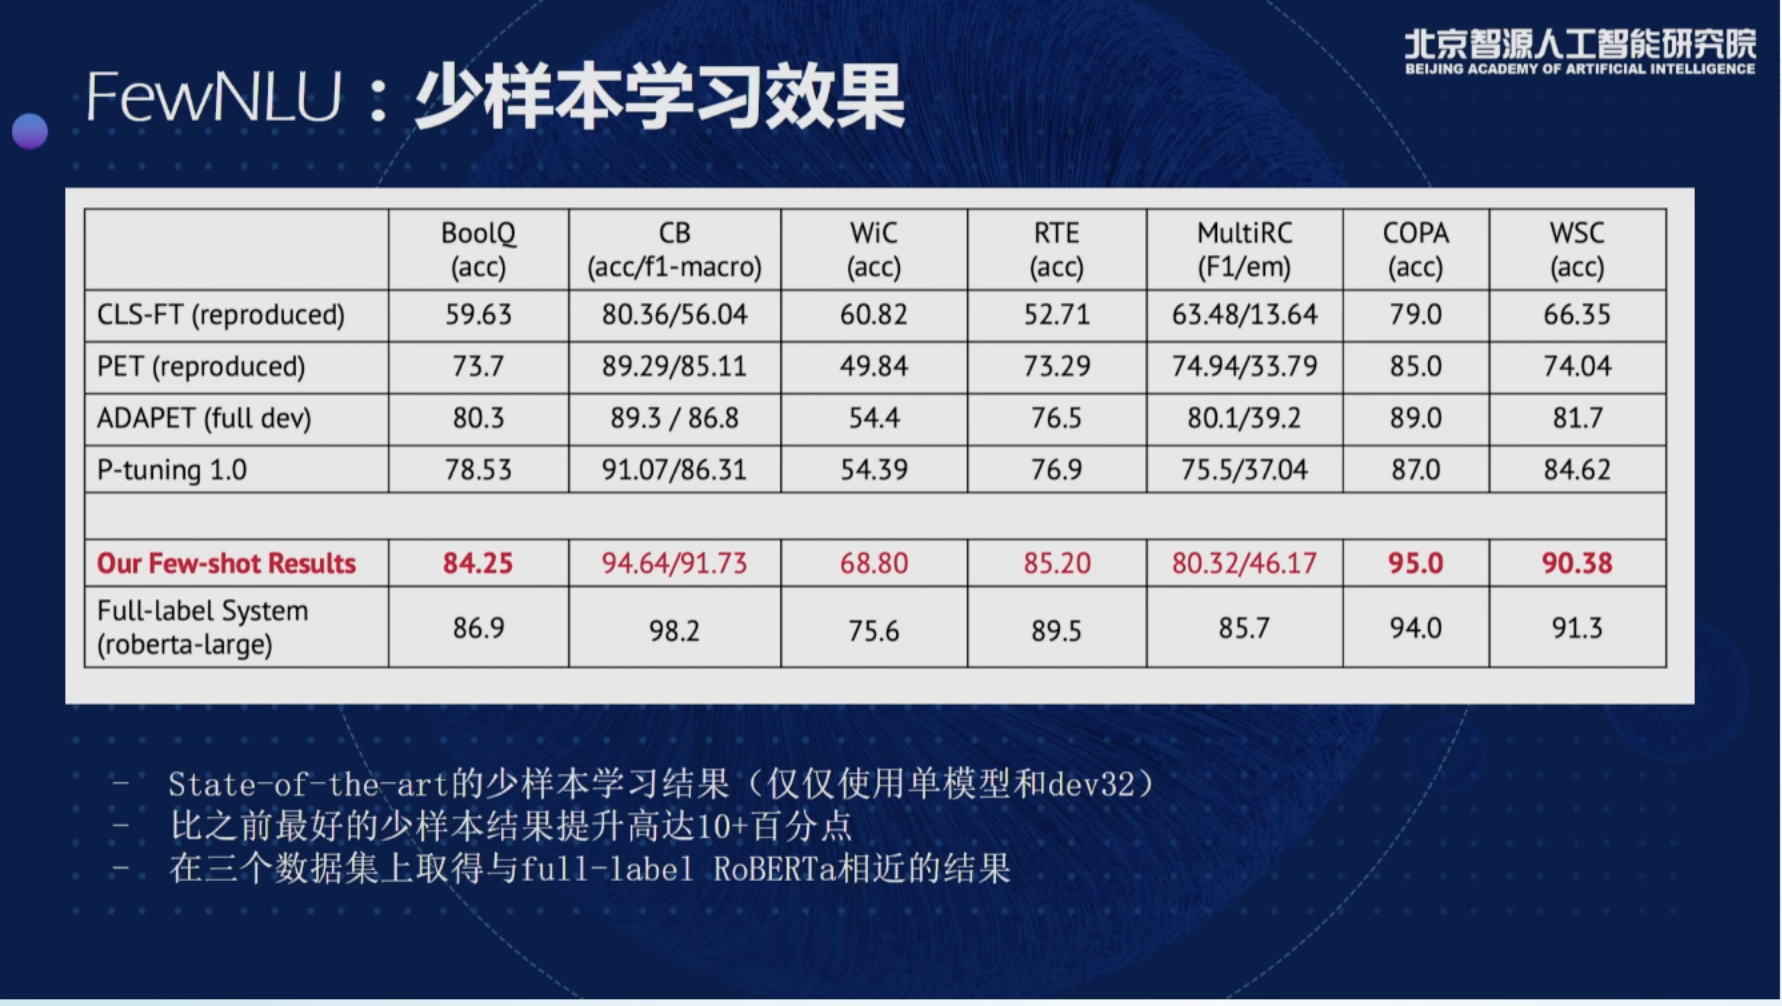 北京智源人工智能研究院
BEIJING ACADEMY OF ARTIFICIAL INTELLIGENCE
FewNLU：少样本学习效果
BoolQ (acc) CB (acc/f1-macro) WiC (acc) RTE (acc) MultiRC (F1/em) COPA (acc) WSC (acc)
CLS-FT (reproduced) 59.63 80.36/56.04 60.82 52.71 63.48/13.64 79.0 66.35
PET (reproduced) 73.7 89.29/85.11 49.84 73.29 74.94/33.79 85.0 74.04
ADAPET (full dev) 80.3 89.3 / 86.8 54.4 76.5 80.1/39.2 89.0 81.7
P-tuning 1.0 78.53 91.07/86.31 54.39 76.9 75.5/37.04 87.0 84.62
Our Few-shot Results 84.25 94.64/91.73 68.80 85.20 80.32/46.17 95.0 90.38
Full-label System (roberta-large) 86.9 98.2 75.6 89.5 85.7 94.0 91.3
- State-of-the-art的少样本学习结果（仅仅使用单模型和dev32）
- 比之前最好的少样本结果提升高达10+百分点
- 在三个数据集上取得与full-label RoBERTa相近的结果